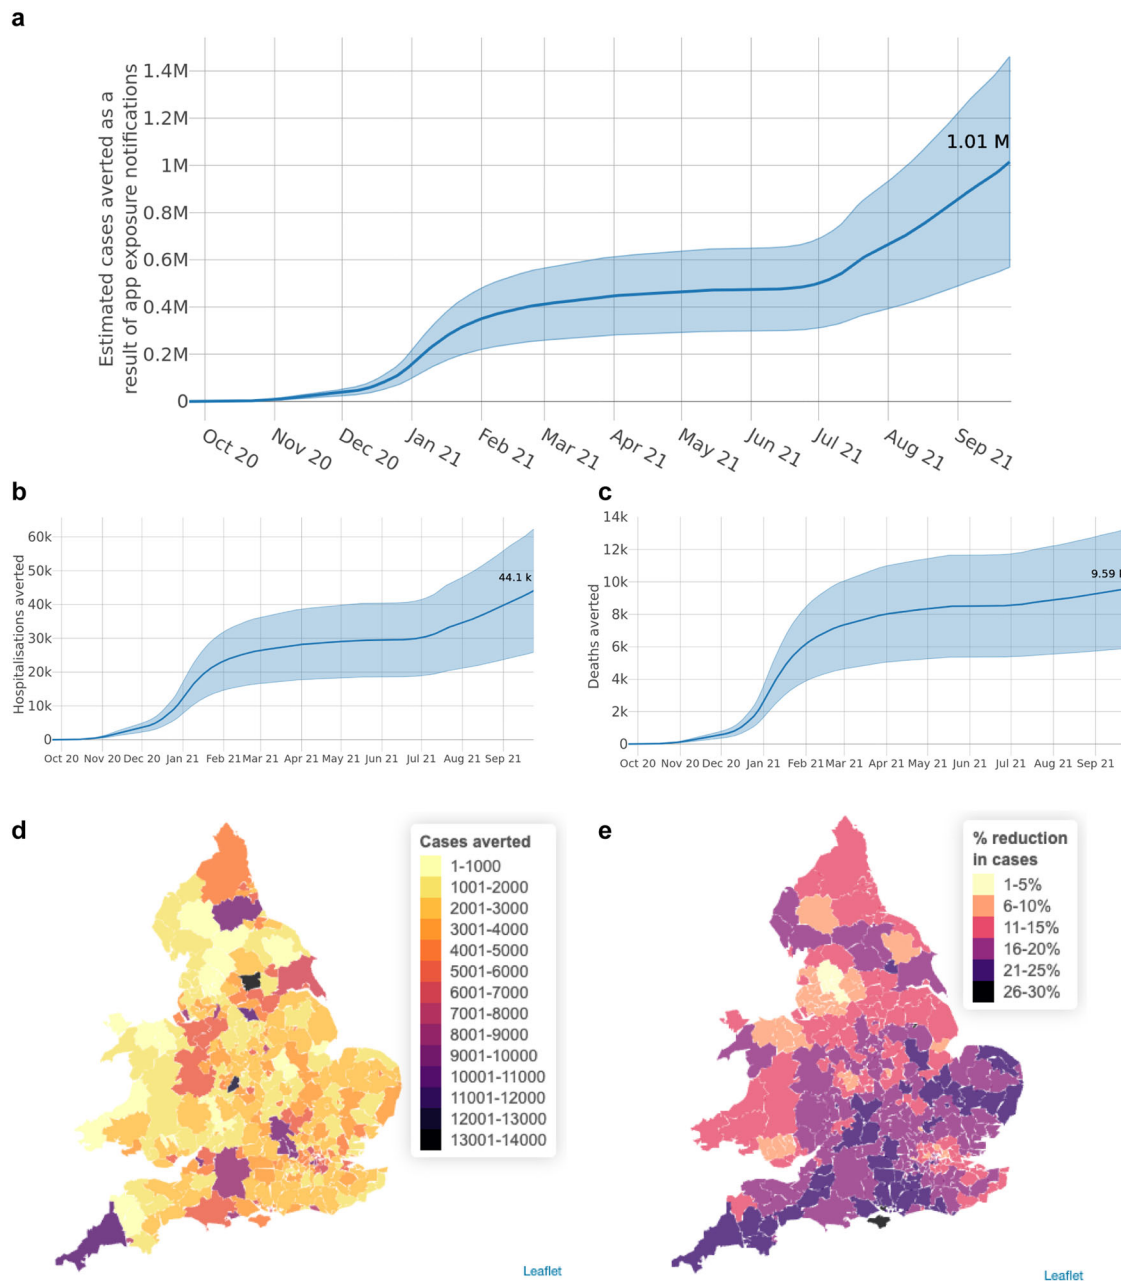 a
Estimated cases averted as a
result of app exposure notifications
1.4M
1.2M
1M
0.8M
0.6M
0.4M
0.2M
0
1.01 M
Oct 20 Nov 20 Dec 20 Jan 21 Feb 21 Mar 21 Apr 21 May 21 Jun 21 Jul 21 Aug 21 Sep 21
b
Hospitalisations averted
60k
50k
40k
30k
20k
10k
0
44.1 k
Oct 20 Nov 20 Dec 20 Jan 21 Feb 21 Mar 21 Apr 21 May 21 Jun 21 Jul 21 Aug 21 Sep 21
c
Deaths averted
14k
12k
10k
8k
6k
4k
2k
0
9.59
Oct 20 Nov 20 Dec 20 Jan 21 Feb 21 Mar 21 Apr 21 May 21 Jun 21 Jul 21 Aug 21 Sep 21
d
Cases averted
1-1000
1001-2000
2001-3000
3001-4000
4001-5000
5001-6000
6001-7000
7001-8000
8001-9000
9001-10000
10001-11000
11001-12000
12001-13000
13001-14000
Leaflet
e
% reduction
in cases
1-5%
6-10%
11-15%
16-20%
21-25%
26-30%
Leaflet